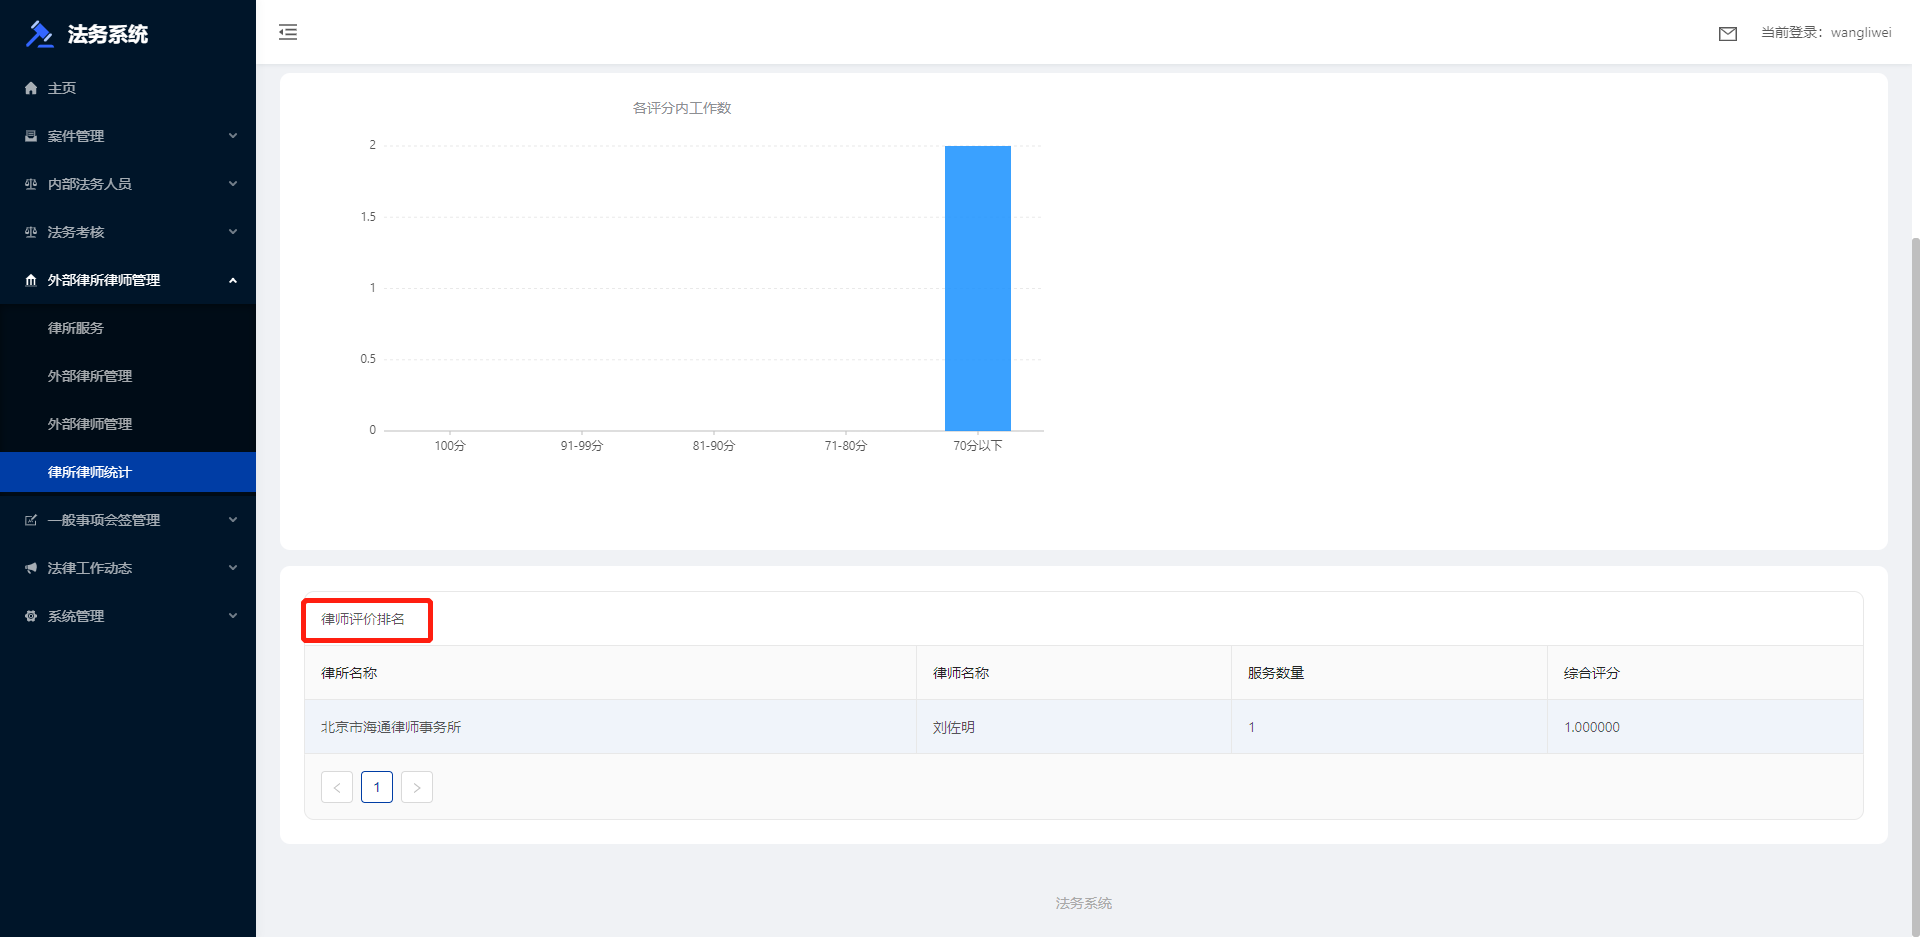 法务系统
当前登录：wangliwei
主页
案件管理
内部法务人员
法务考核
外部律所律师管理
律所服务
外部律所管理
外部律师管理
律所律师统计
一般事项会签管理
法律工作动态
系统管理
各评分内工作数
2
1.5
1
0.5
0
100分 91-99分 81-90分 71-80分 70分以下
律师评价排名
律所名称 律师名称 服务数量 综合评分
北京市海通律师事务所 刘佐明 1 1.000000
< 1 >
法务系统